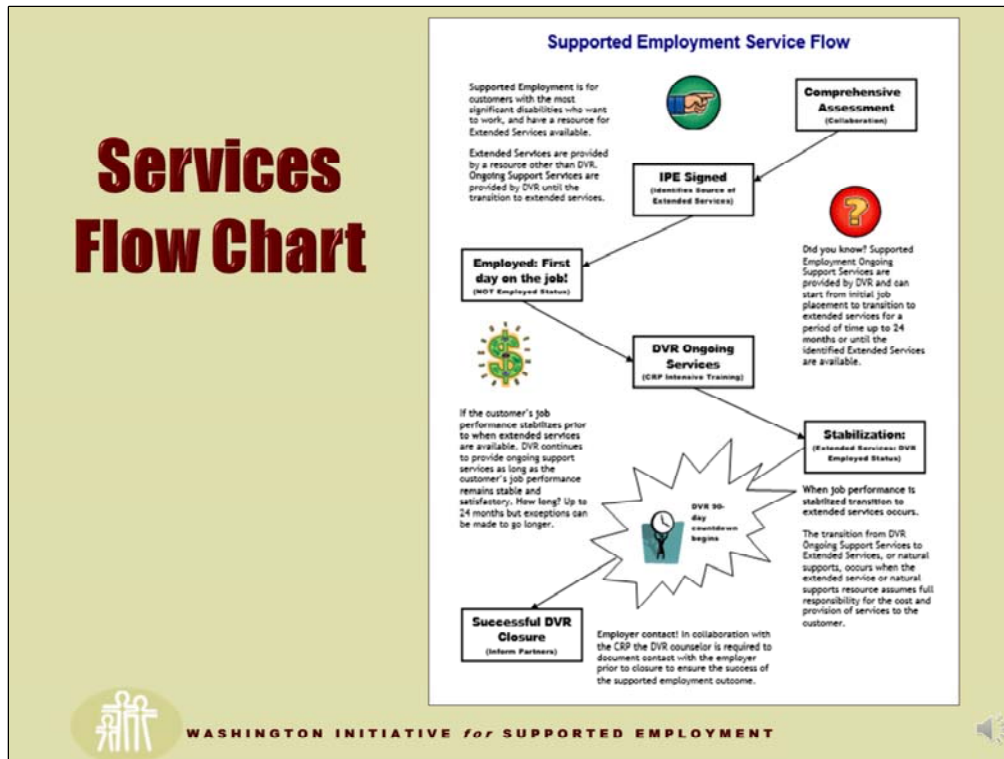 Services
Flow Chart
Supported Employment Service Flow
Supported Employment is for
customers with the most
significant disabilities who want
to work, and have a resource for
Extended Services available.
Extended Services are provided
by a resource other than DVR.
Ongoing Support Services are
provided by DVR until the
transition to extended services.
Comprehensive
Assessment
(Collaboration)
IPE Signed
(Identifies Source of
Extended Services)
?
Did you know? Supported
Employment Ongoing
Support Services are
provided by DVR and can
start from initial job
placement to transition to
extended services for a
period of time up to 24
months or until the
identified Extended Services
are available.
Employed: First
day on the job!
(NOT Employed Status)
$
DVR Ongoing
Services
(CRP Intensive Training)
If the customer's job
performance stabilizes prior
to when extended services
are available, DVR continues
to provide ongoing support
services as long as the
customer's job performance
remains stable and
satisfactory. How long? Up to
24 months but exceptions can
be made to go longer.
Stabilization:
(Extended Services: DVR
Employed Status)
When job performance is
stabilized transition to
extended services occurs.
The transition from DVR
Ongoing Support Services to
Extended Services, or natural
supports, occurs when the
extended service or natural
supports resource assumes full
responsibility for the cost and
provision of services to the
customer.
DVR 90-
day
countdown
begins
Successful DVR
Closure
(Inform Partners)
Employer contact! In collaboration with
the CRP the DVR counselor is required to
document contact with the employer
prior to closure to ensure the success of
the supported employment outcome.
WASHINGTON INITIATIVE for SUPPORTED EMPLOYMENT